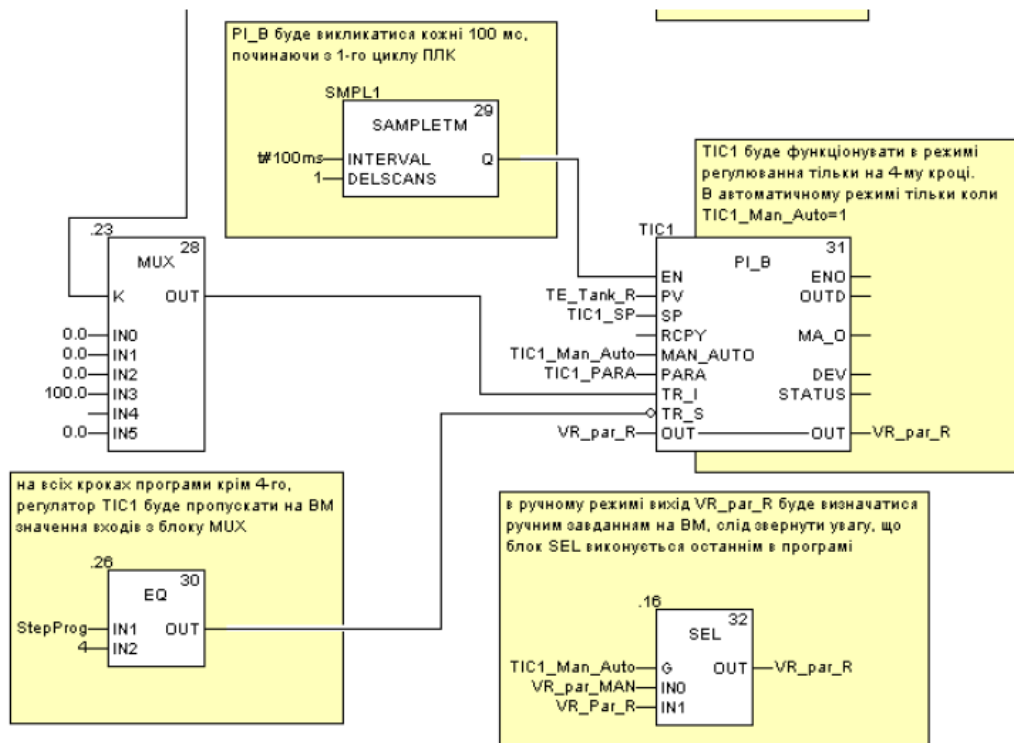 PI_B буде викликатися кожні 100 мс,
починаючи з 1-го циклу ПЛК
SMPL1
29
SAMPLETM
t#100ms INTERVAL Q
1 DELSCANS
TIC1 буде функціонувати в режимі
регулювання тільки на 4-му кроці.
В автоматичному режимі тільки коли
TIC1_Man_Auto=1
.23
28
MUX
K OUT
0.0 IN0
0.0 IN1
0.0 IN2
100.0 IN3
IN4
0.0 IN5
TIC1
31
PI_B
EN ENO
TE_Tank_R PV OUTD
TIC1_SP SP
RCPY MA_O
TIC1_Man_Auto MAN_AUTO
TIC1_PARA PARA DEV
TR_I STATUS
TR_S
VR_par_R OUT OUT VR_par_R
на всіх кроках програми крім 4-го,
регулятор TIC1 буде пропускати на ВМ
значення входів з блоку MUX
.26
30
EQ
StepProg IN1 OUT
4 IN2
в ручному режимі вихід VR_par_R буде визначатися
ручним завданням на ВМ, слід звернути увагу, що
блок SEL виконується останнім в програмі
.16
32
SEL
TIC1_Man_Auto G OUT VR_par_R
VR_par_MAN IN0
VR_Par_R IN1